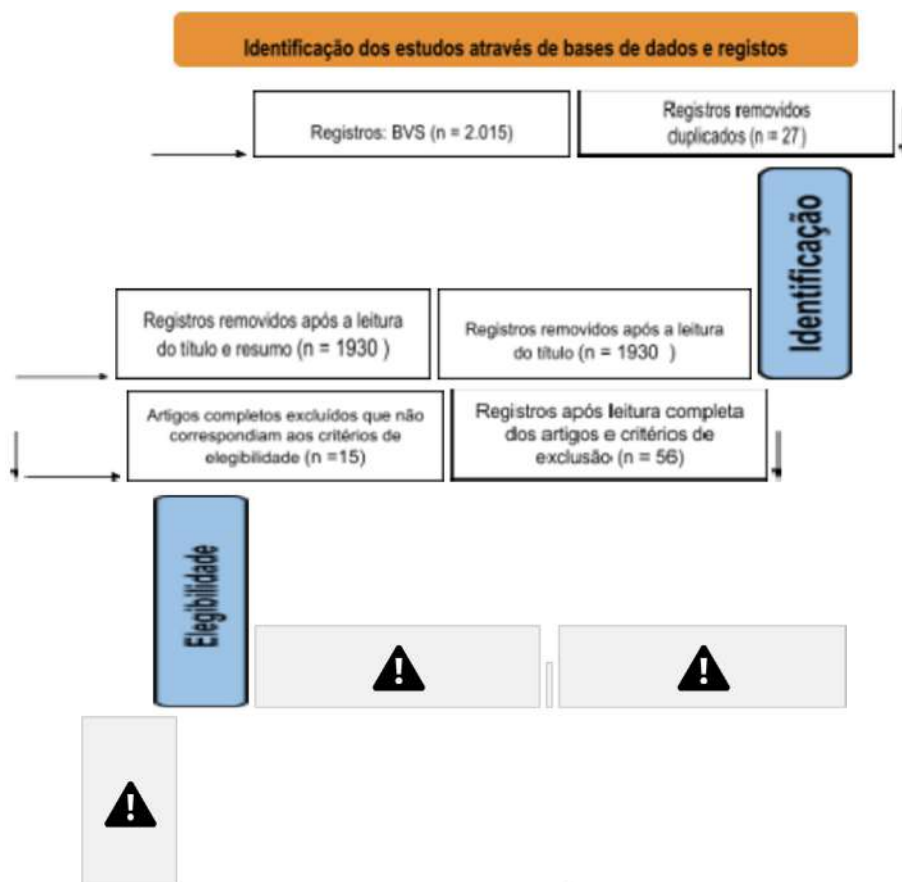 Identificação dos estudos através de bases de dados e registos
Registros: BVS (n = 2.015)
Registros removidos
duplicados (n = 27)
Identificação
Registros removidos após a leitura
do título e resumo (n = 1930 )
Registros removidos após a leitura
do título (n = 1930 )
Artigos completos excluídos que não
correspondiam aos critérios de
elegibilidade (n =15)
Registros após leitura completa
dos artigos e critérios de
exclusão (n = 56)
Elegibilidade